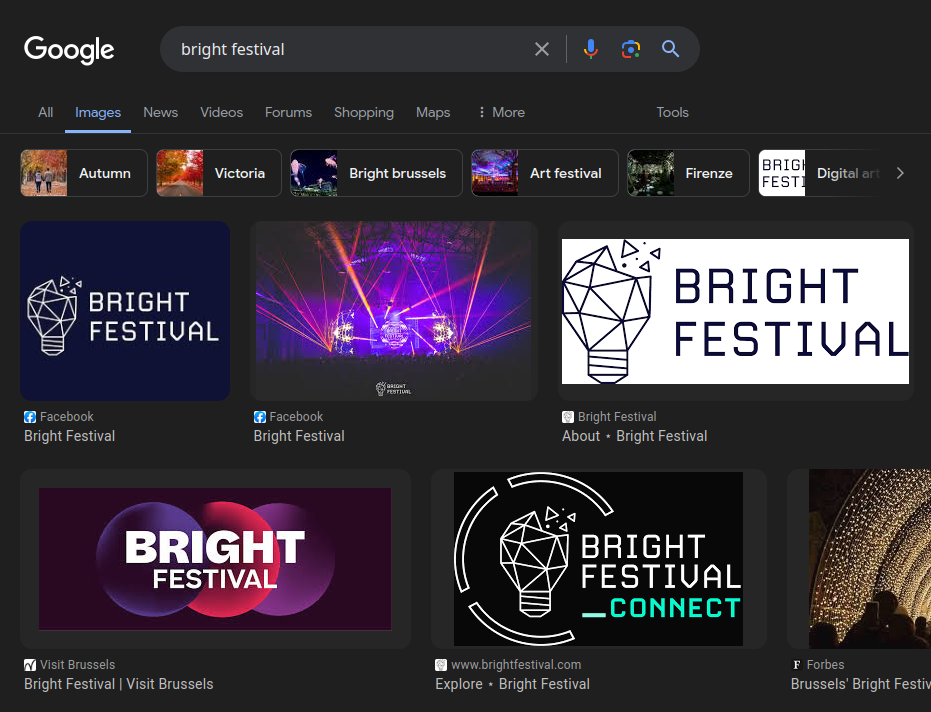 Google
bright festival
All Images News Videos Forums Shopping Maps More Tools
Autumn Victoria Bright brussels Art festival Firenze BRIGH Digital art
FESTI
BRIGHT
FESTIVAL
BRIGHT
FESTIVAL
BRIGHT
FESTIVAL
Facebook Facebook Bright Festival
Bright Festival Bright Festival About • Bright Festival
BRIGHT
FESTIVAL
BRIGHT
FESTIVAL
_CONNECT
Visit Brussels www.brightfestival.com F Forbes
Bright Festival | Visit Brussels Explore • Bright Festival Brussels' Bright Festiv